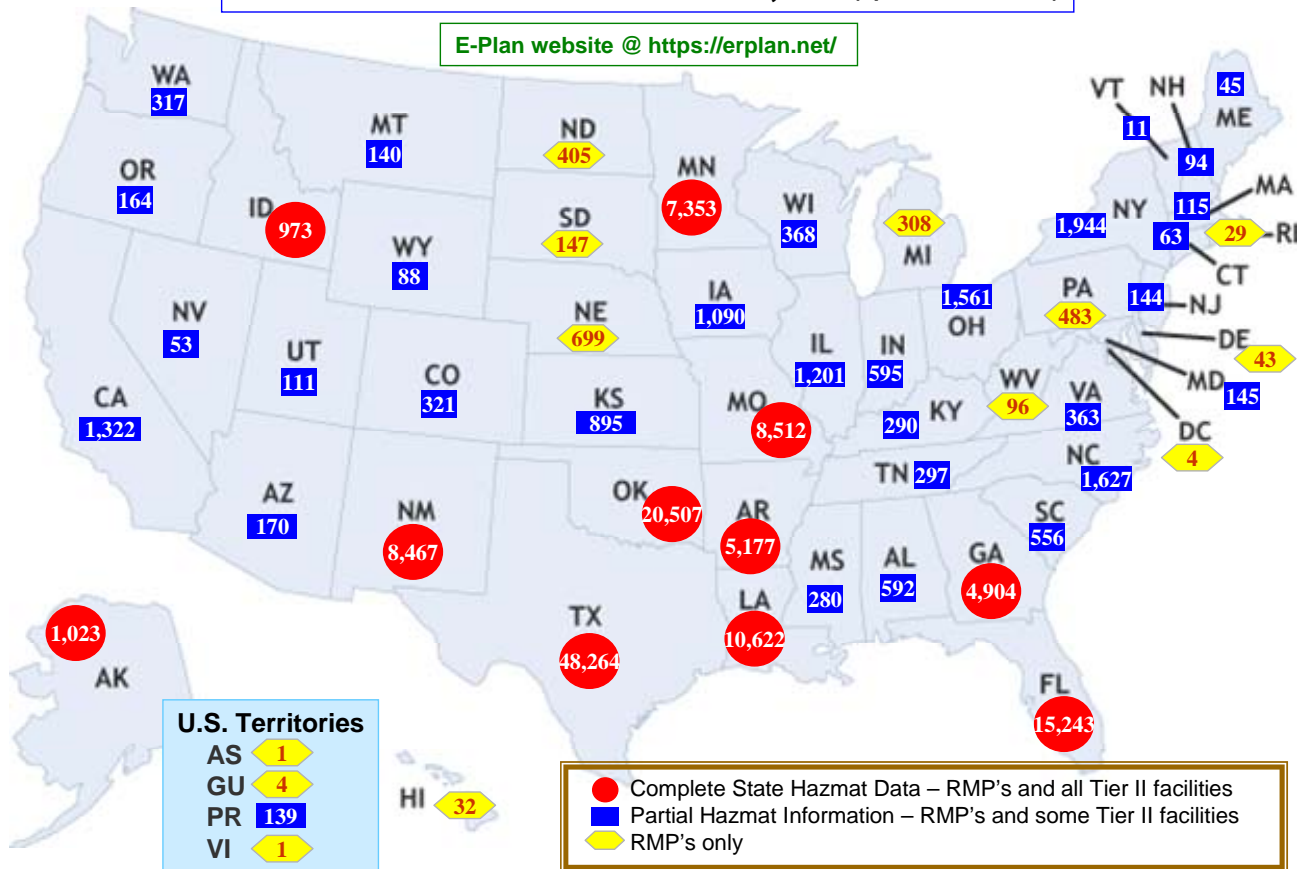 E-Plan website @ https://erplan.net/
WA
317
MT
140
ND
405
MN
7,353
VT
NH
45
ME
11
94
OR
164
ID
973
SD
147
WI
368
308
MI
NY
1,944
MA
115
63
29
RI
CT
WY
88
IA
1,090
NE
699
1,561
OH
PA
483
144
NJ
DE
43
MD
145
NV
53
UT
111
CO
321
IL
1,201
IN
595
WV
96
VA
363
DC
4
CA
1,322
KS
895
MO
8,512
KY
290
NC
1,627
TN
297
AZ
170
NM
8,467
OK
20,507
AR
5,177
SC
556
MS
280
AL
592
GA
4,904
TX
48,264
LA
10,622
FL
15,243
1,023
AK
U.S. Territories
AS 1
GU 4
PR 139
VI 1
HI
32
Complete State Hazmat Data – RMP's and all Tier II facilities
Partial Hazmat Information – RMP's and some Tier II facilities
RMP's only